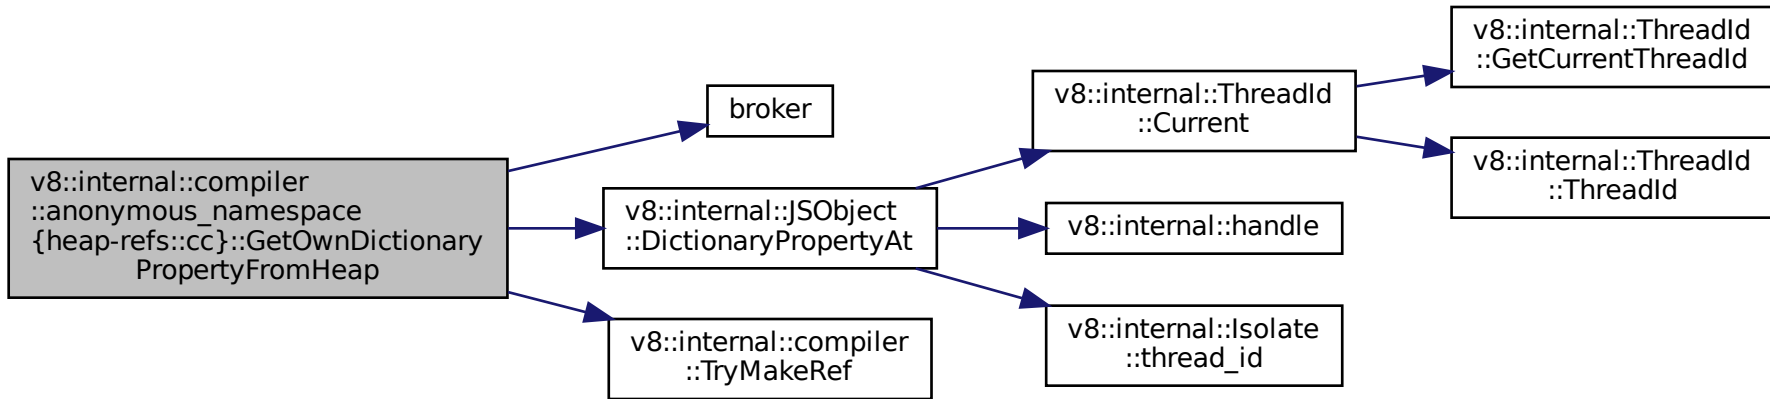 v8::internal::compiler
::anonymous_namespace
{heap-refs::cc}::GetOwnDictionary
PropertyFromHeap
broker
v8::internal::JSObject
::DictionaryPropertyAt
v8::internal::compiler
::TryMakeRef
v8::internal::ThreadId
::Current
v8::internal::handle
v8::internal::Isolate
::thread_id
v8::internal::ThreadId
::GetCurrentThreadId
v8::internal::ThreadId
::ThreadId